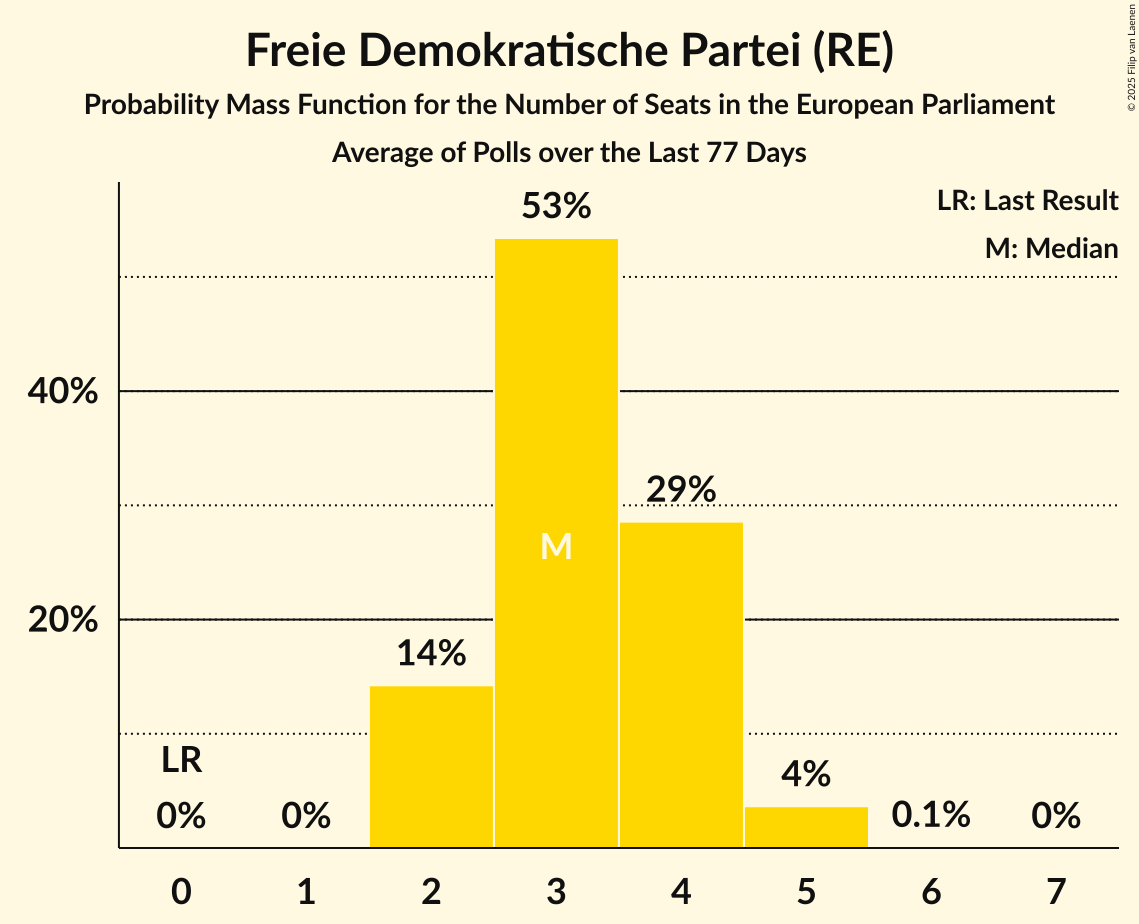 Freie Demokratische Partei (RE)
Probability Mass Function for the Number of Seats in the European Parliament
Average of Polls over the Last 77 Days
© 2025 Filip van Laenen
LR: Last Result
M: Median
53%
40%
29%
M
20%
14%
LR
4%
0%
0%
0.1%
0%
0 1 2 3 4 5 6 7